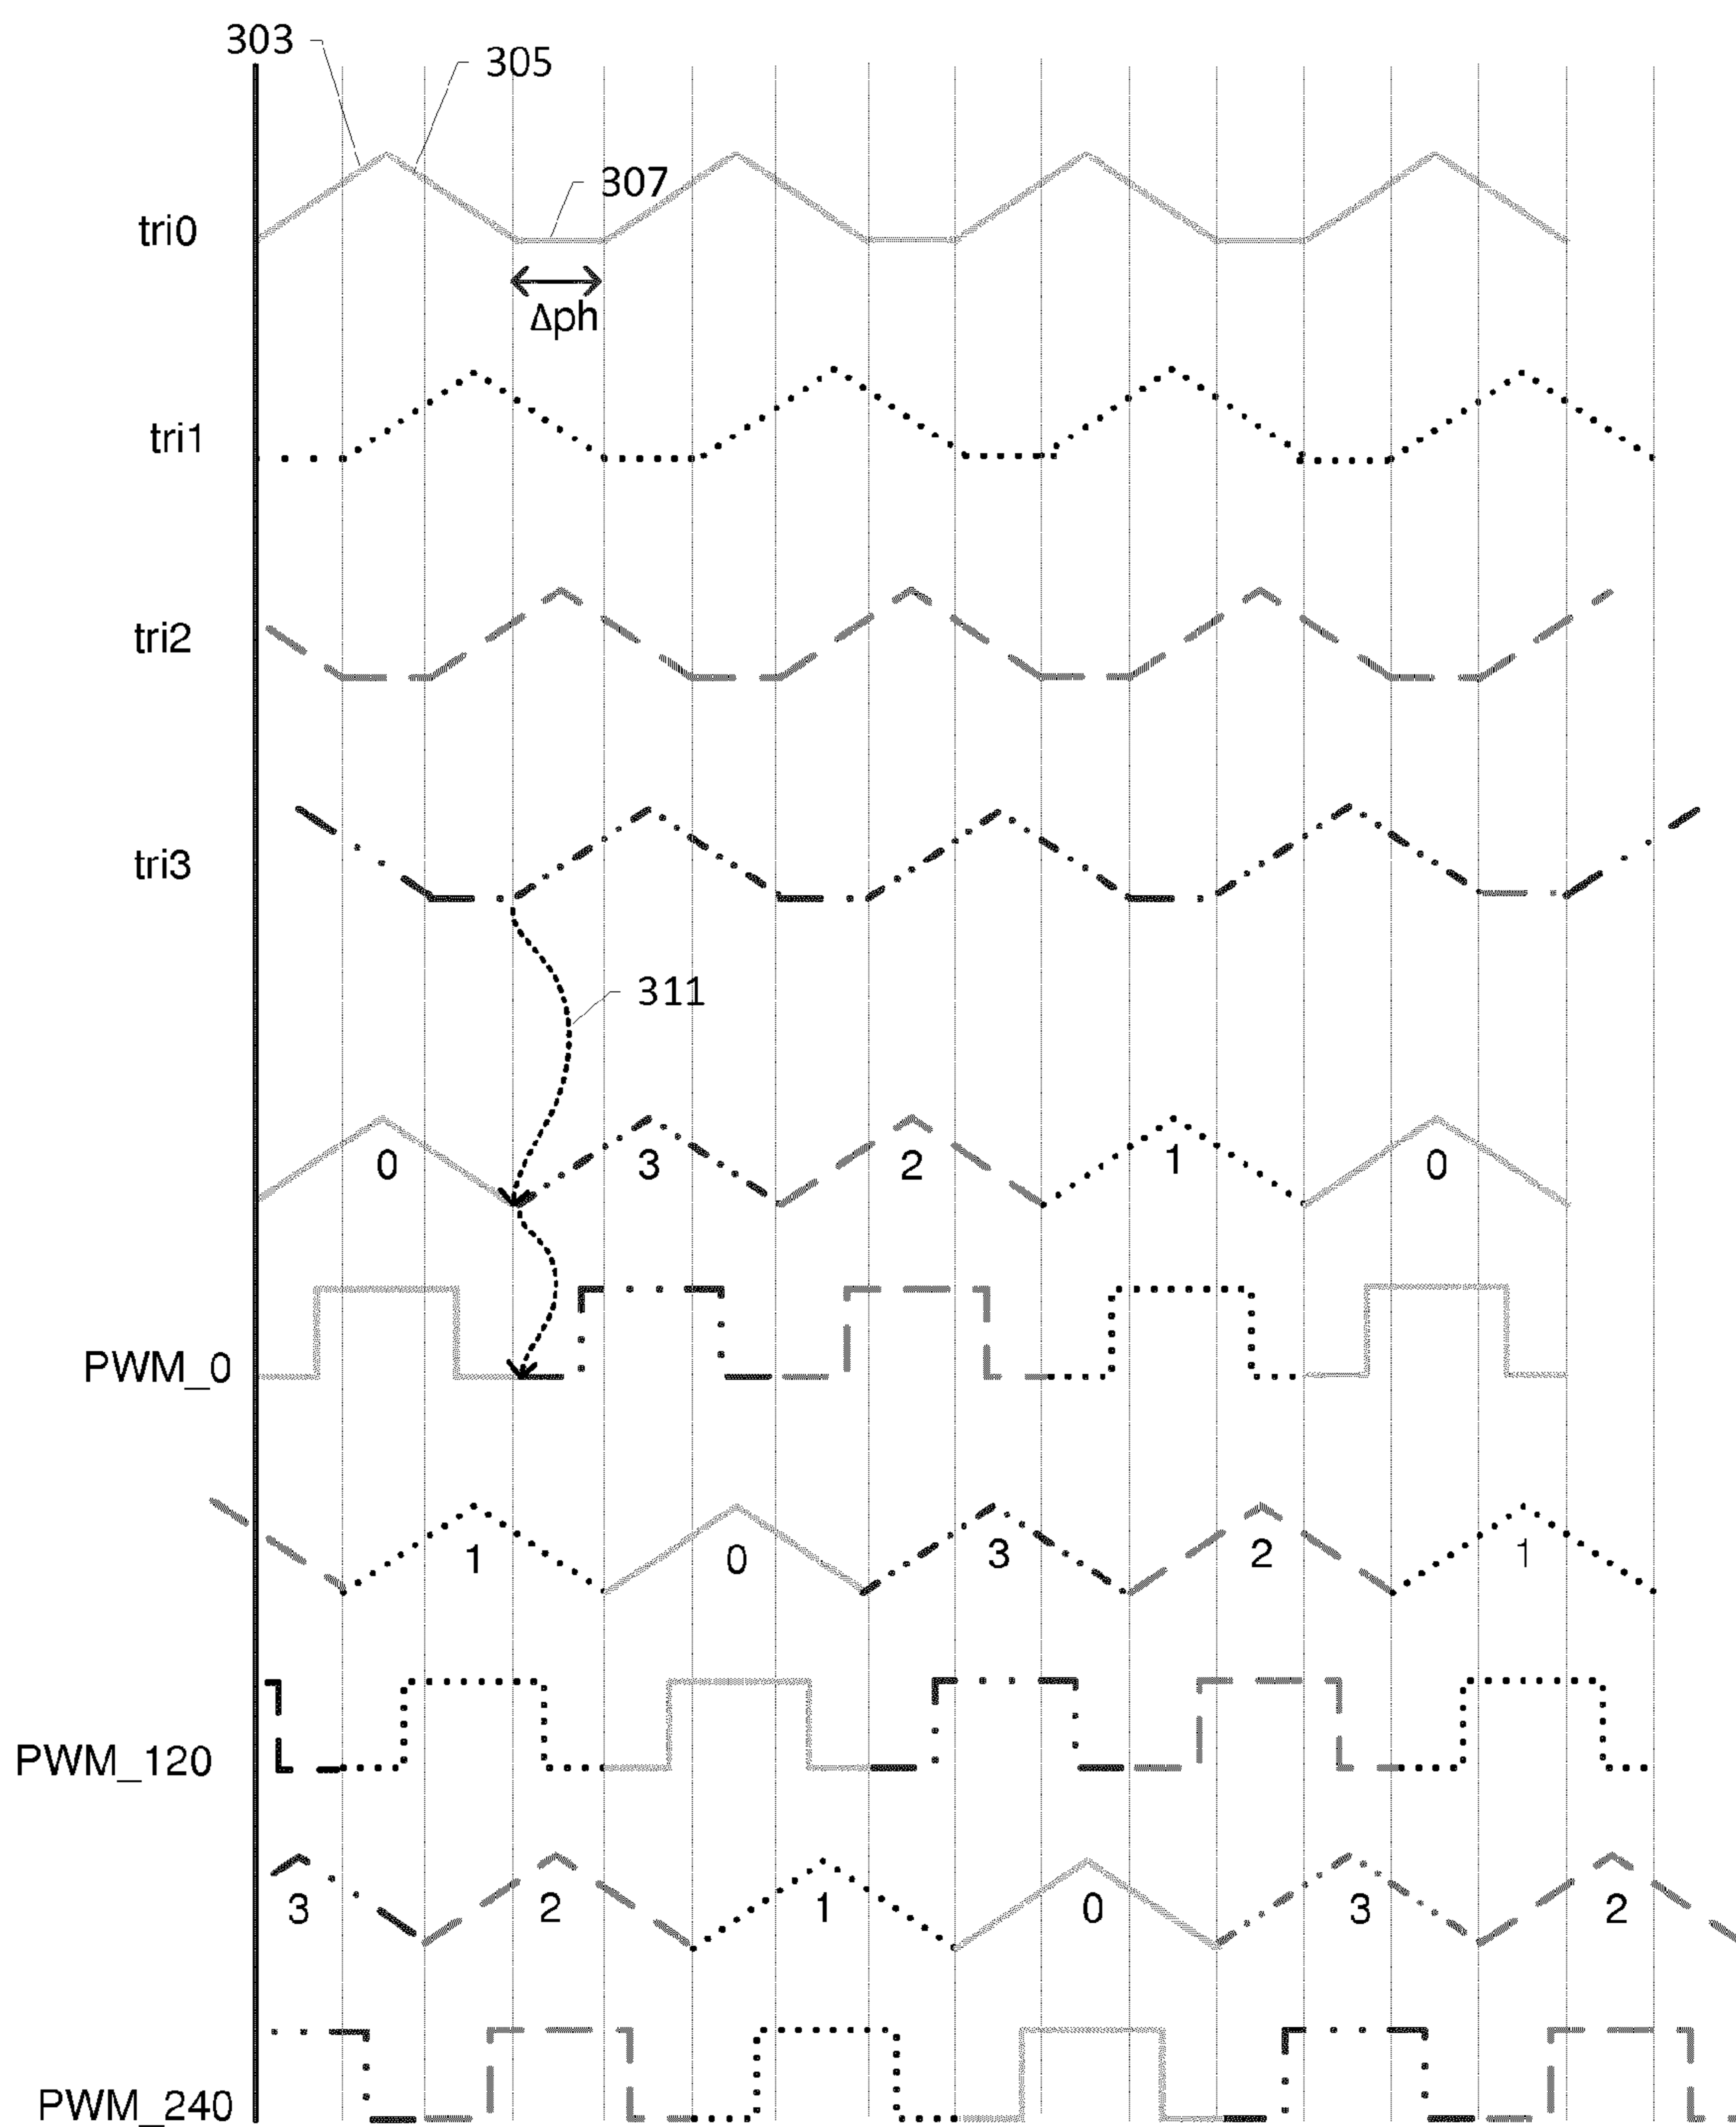 303
305
307
tri0
Δph
tri1
tri2
tri3
311
0 3 2 1 0
PWM_0
1 0 3 2 1
PWM_120
3 2 1 0 3 2
PWM_240